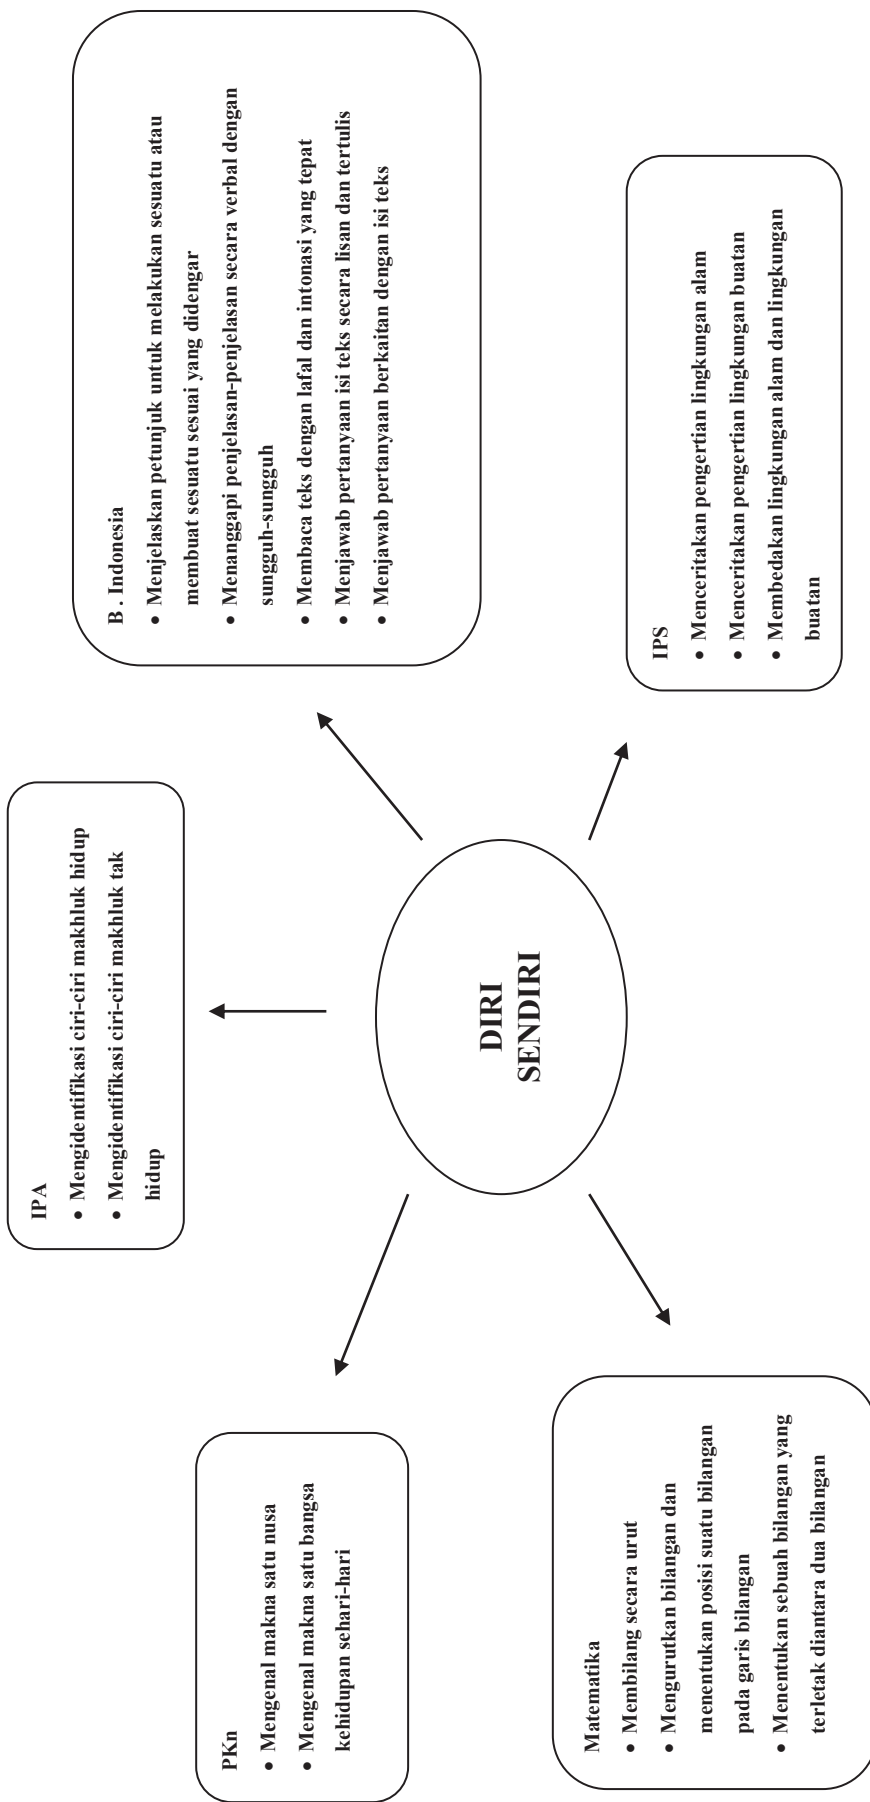 PKn
• Mengenal makna satu nusa
• Mengenal makna satu bangsa
kehidupan sehari-hari
IPA
• Mengidentifikasi ciri-ciri makhluk hidup
• Mengidentifikasi ciri-ciri makhluk tak
hidup
B . Indonesia
• Menjelaskan petunjuk untuk melakukan sesuatu atau
membuat sesuatu sesuai yang didengar
• Menanggapi penjelasan-penjelasan secara verbal dengan
sungguh-sungguh
• Membaca teks dengan lafal dan intonasi yang tepat
• Menjawab pertanyaan isi teks secara lisan dan tertulis
• Menjawab pertanyaan berkaitan dengan isi teks
DIRI
SENDIRI
Matematika
• Membilang secara urut
• Mengurutkan bilangan dan
menentukan posisi suatu bilangan
pada garis bilangan
• Menentukan sebuah bilangan yang
terletak diantara dua bilangan
IPS
• Menceritakan pengertian lingkungan alam
• Menceritakan pengertian lingkungan buatan
• Membedakan lingkungan alam dan lingkungan
buatan